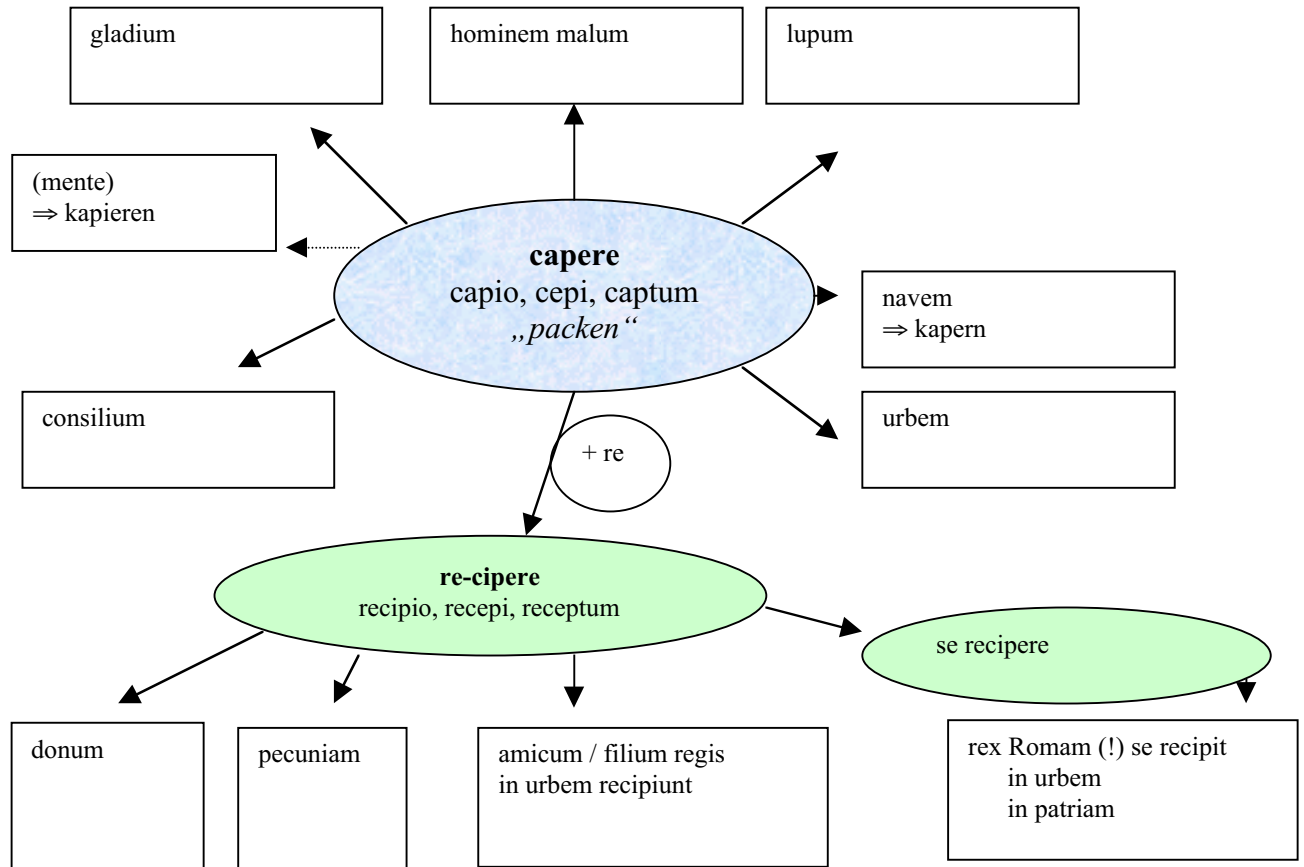 gladium
hominem malum
lupum
(mente)
⇒ kapieren
capere
capio, cepi, captum
„packen“
navem
⇒ kapern
consilium
urbem
+ re
re-cipere
recipio, recepi, receptum
se recipere
donum
pecuniam
amicum / filium regis
in urbem recipiunt
rex Romam (!) se recipit
in urbem
in patriam